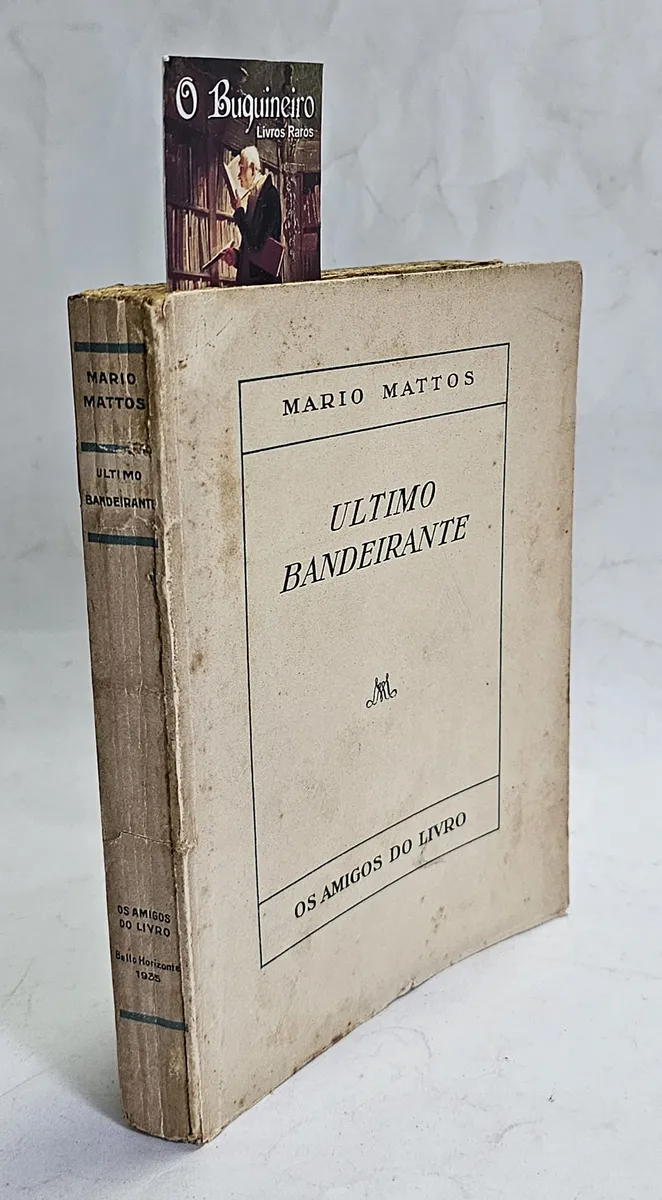 O Buquineiro
Livros Raros
MARIO
MATTOS
ULTIMO
BANDEIRANTE
OS AMIGOS
DO LIVRO
Bello Horizonte
1935
MARIO MATTOS
ULTIMO
BANDEIRANTE
OS AMIGOS DO LIVRO